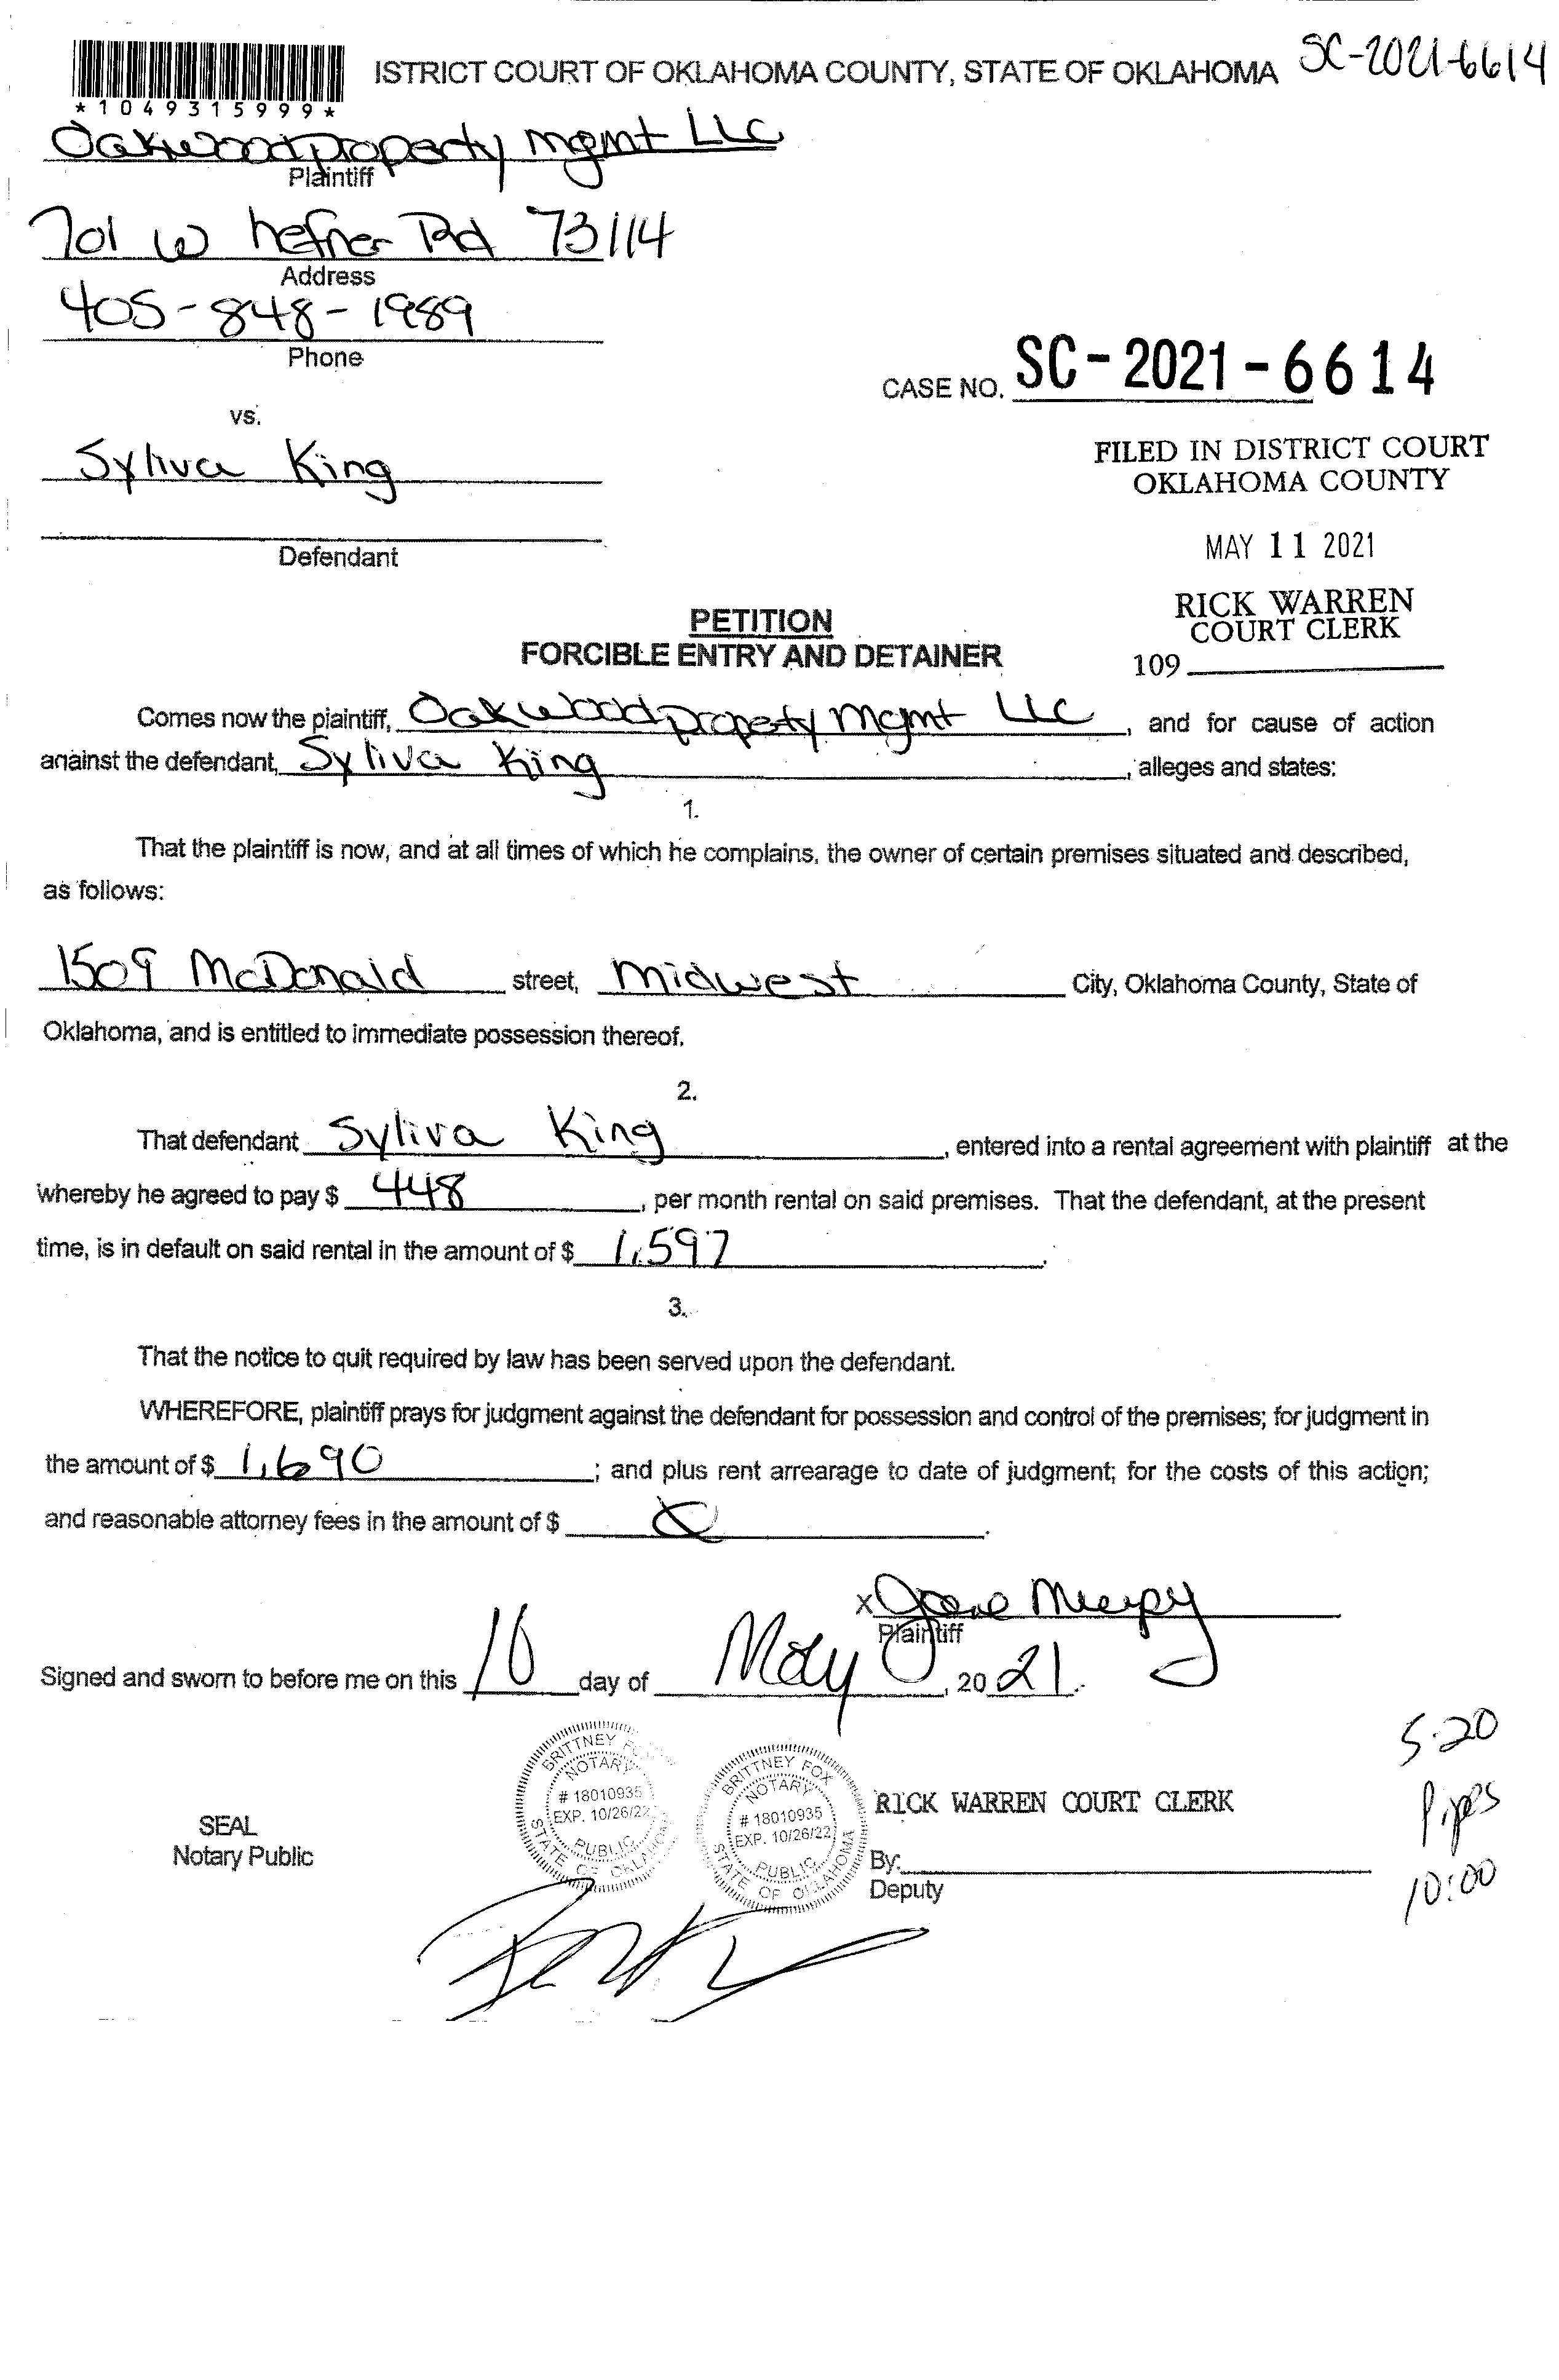 ISTRICT COURT OF OKLAHOMA COUNTY, STATE OF OKLAHOMA SC-2021-6614
*1049315999*
Oakwood property mgmt LLC
Plaintiff
701 W hefner Rd 73114
Address
405-848-1989
Phone
CASE NO. SC-2021-6614
vs.
Syliva King
FILED IN DISTRICT COURT
OKLAHOMA COUNTY
MAY 11 2021
Defendant
RICK WARREN
COURT CLERK
109
PETITION
FORCIBLE ENTRY AND DETAINER
Comes now the plaintiff, Oakwood property Mgmt LLC, and for cause of action
against the defendant, Syliva King, alleges and states:
1.
That the plaintiff is now, and at all times of which he complains, the owner of certain premises situated and described,
as follows:
1509 McDonald street, Midwest City, Oklahoma County, State of
Oklahoma, and is entitled to immediate possession thereof.
2.
That defendant Syliva King, entered into a rental agreement with plaintiff at the
whereby he agreed to pay $ 448, per month rental on said premises. That the defendant, at the present
time, is in default on said rental in the amount of $ 1,597.
3.
That the notice to quit required by law has been served upon the defendant.
WHEREFORE, plaintiff prays for judgment against the defendant for possession and control of the premises; for judgment in
the amount of $ 1,690; and plus rent arrearage to date of judgment; for the costs of this action;
and reasonable attorney fees in the amount of $
x
Plaintiff
Signed and sworn to before me on this 10 day of May, 2021.
5-20
Pipes
10:00
BRITTNEY FOX
NOTARY
# 18010935
EXP. 10/26/22
PUBLIC
STATE OF OKLAHOMA
BRITTNEY FOX
NOTARY
# 18010935
EXP. 10/26/22
PUBLIC
STATE OF OKLAHOMA
RICK WARREN COURT CLERK
SEAL
Notary Public
By:
Deputy